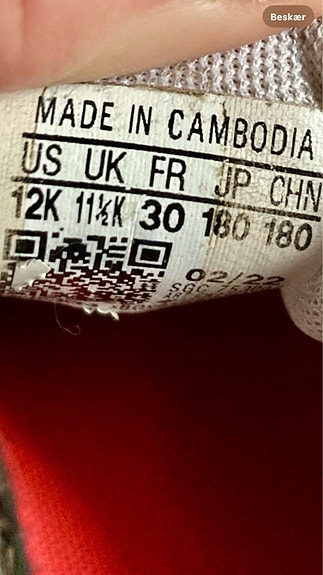 Beskær
MADE IN CAMBODIA
US UK FR JP CHN
12K 11½K 30 180 180
02/22